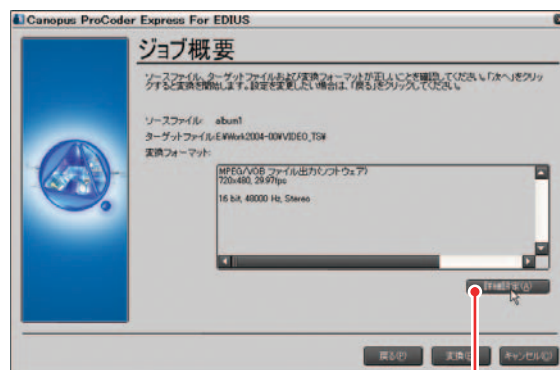 Canopus ProCoder Express For EDIUS
ジョブ概要
ソースファイル、ターゲットファイルおよび変換フォーマットが正しいことを確認してください。「次へ」をクリッ
クすると変換を開始します。設定を変更したい場合は、「戻る」をクリックしてください。
ソースファイル: album1
ターゲットファイル:E:¥Work2004-00¥VIDEO_TS¥
変換フォーマット:
MPEG/VOB ファイル出力(ソフトウェア)
720x480, 29.97fps
16 bit, 48000 Hz, Stereo
詳細設定(A)
戻る(P)
変換
キャンセル(C)